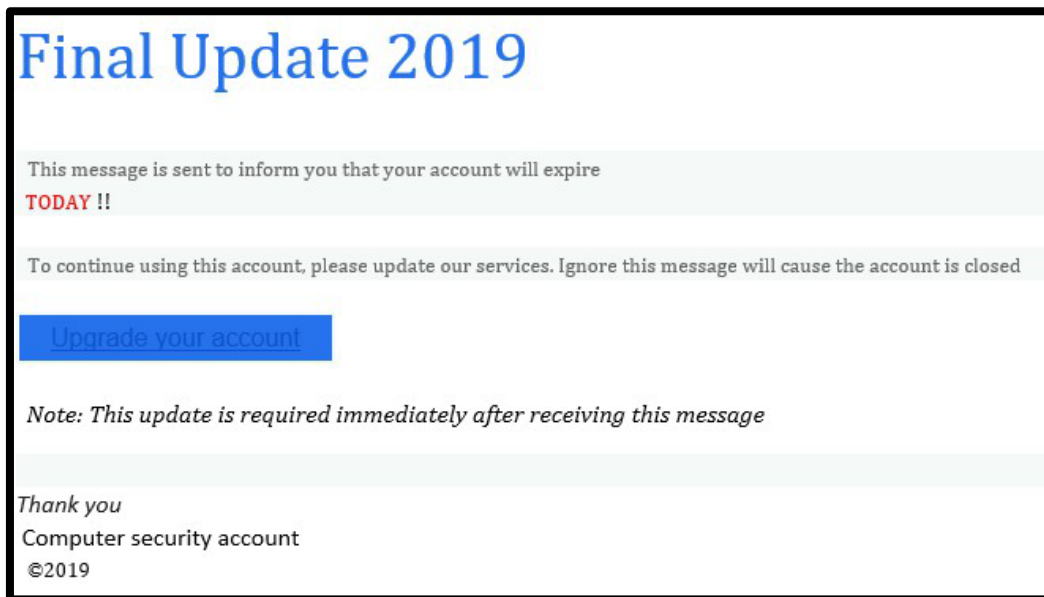 Final Update 2019
This message is sent to inform you that your account will expire
TODAY !!
To continue using this account, please update our services. Ignore this message will cause the account is closed
Upgrade your account
Note: This update is required immediately after receiving this message
Thank you
Computer security account
©2019